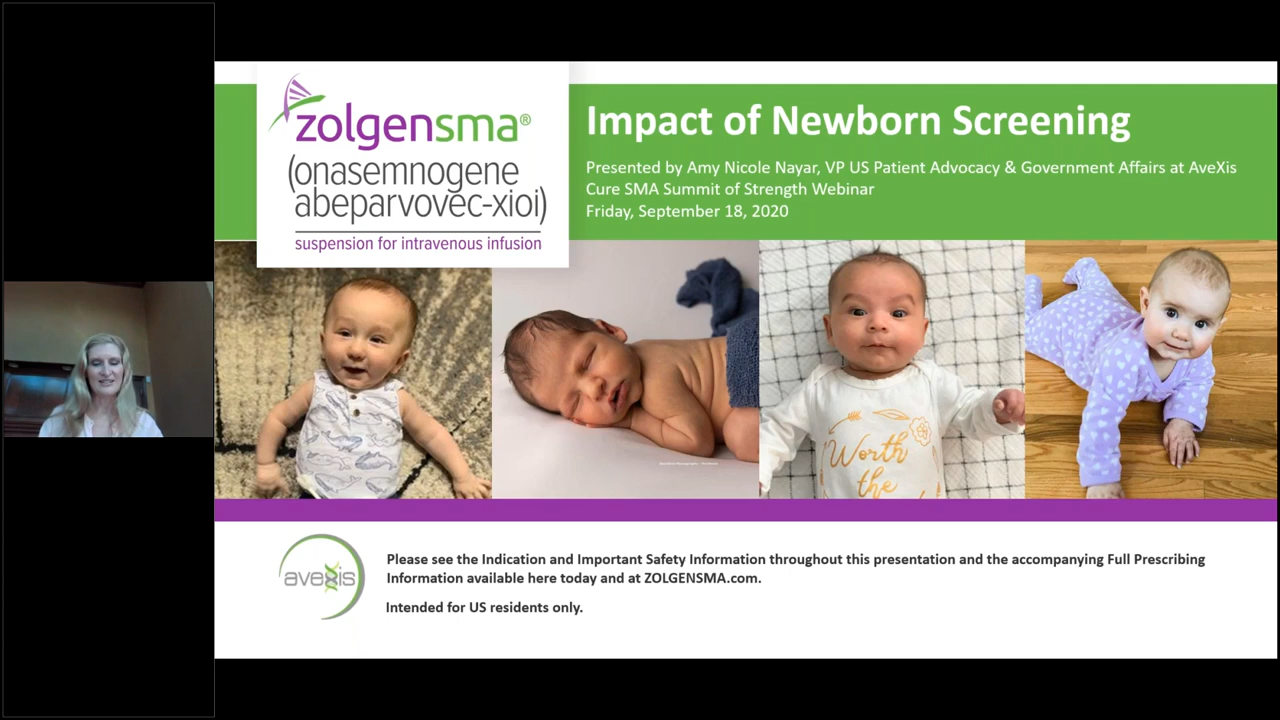 zolgensma®
(onasemnogene
abeparvovec-xioi)
suspension for intravenous infusion
Impact of Newborn Screening
Presented by Amy Nicole Nayar, VP US Patient Advocacy & Government Affairs at AveXis
Cure SMA Summit of Strength Webinar
Friday, September 18, 2020
Worth
the
avexis
Please see the Indication and Important Safety Information throughout this presentation and the accompanying Full Prescribing
Information available here today and at ZOLGENSMA.com.
Intended for US residents only.